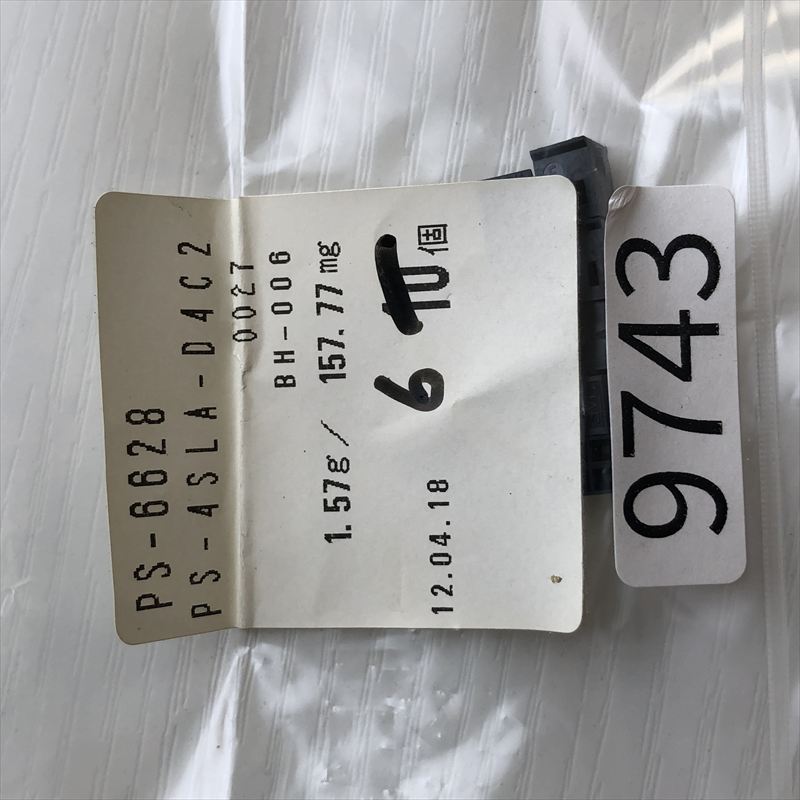 PS-6628
PS-4SLA-D4C2
0027
BH-006
1.57g/ 157.77mg
6 10個
12.04.18
9743